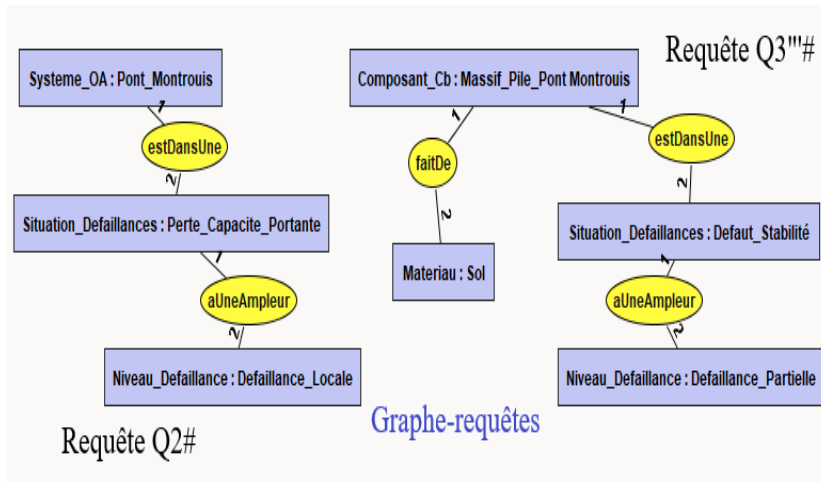 Requête Q3'''#
Systeme_OA : Pont_Montrouis
Composant_Cb : Massif_Pile_Pont Montrouis
1
1
1
estDansUne
faitDe
estDansUne
2
2
2
Situation_Defaillances : Perte_Capacite_Portante
Situation_Defaillances : Defaut_Stabilité
1
Materiau : Sol
1
aUneAmpleur
aUneAmpleur
2
2
Niveau_Defaillance : Defaillance_Locale
Niveau_Defaillance : Defaillance_Partielle
Graphe-requêtes
Requête Q2#